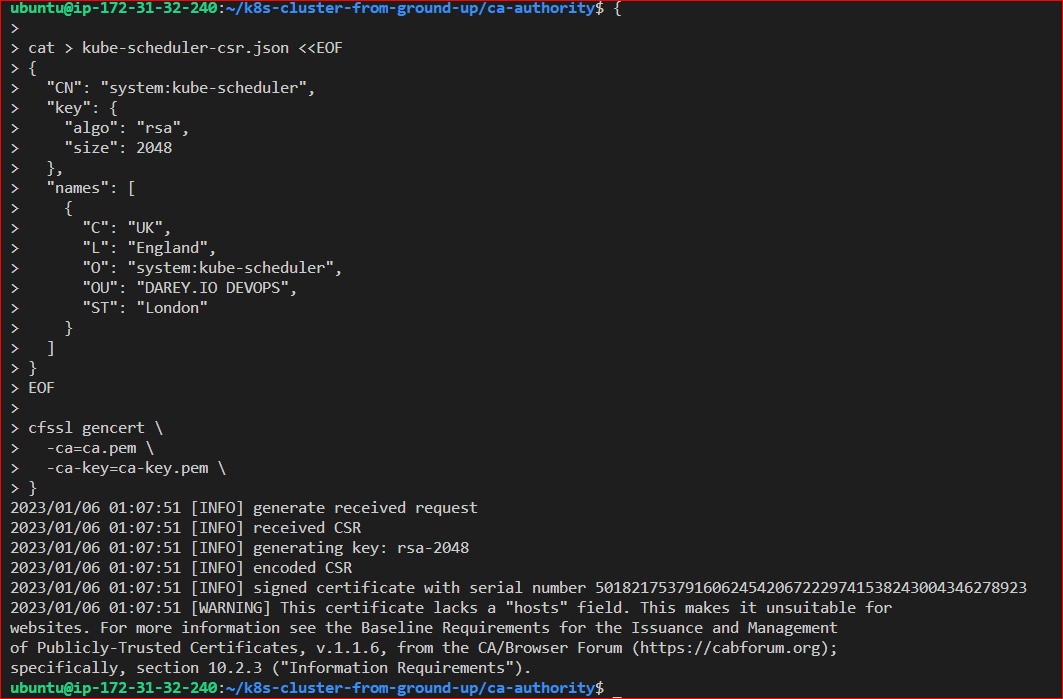 ubuntu@ip-172-31-32-240:~/k8s-cluster-from-ground-up/ca-authority$ {
>
> cat > kube-scheduler-csr.json <<EOF
> {
>   "CN": "system:kube-scheduler",
>   "key": {
>     "algo": "rsa",
>     "size": 2048
>   },
>   "names": [
>     {
>       "C": "UK",
>       "L": "England",
>       "O": "system:kube-scheduler",
>       "OU": "DAREY.IO DEVOPS",
>       "ST": "London"
>     }
>   ]
> }
> EOF
>
> cfssl gencert \
>   -ca=ca.pem \
>   -ca-key=ca-key.pem \
> }
2023/01/06 01:07:51 [INFO] generate received request
2023/01/06 01:07:51 [INFO] received CSR
2023/01/06 01:07:51 [INFO] generating key: rsa-2048
2023/01/06 01:07:51 [INFO] encoded CSR
2023/01/06 01:07:51 [INFO] signed certificate with serial number 501821753791606245420672229741538243004346278923
2023/01/06 01:07:51 [WARNING] This certificate lacks a "hosts" field. This makes it unsuitable for
websites. For more information see the Baseline Requirements for the Issuance and Management
of Publicly-Trusted Certificates, v.1.1.6, from the CA/Browser Forum (https://cabforum.org);
specifically, section 10.2.3 ("Information Requirements").
ubuntu@ip-172-31-32-240:~/k8s-cluster-from-ground-up/ca-authority$ _